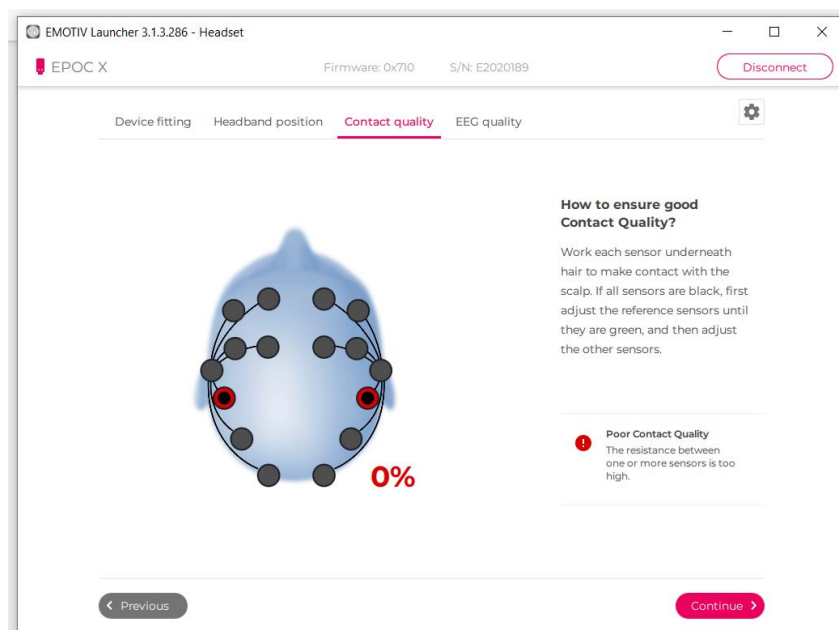 EMOTIV Launcher 3.1.3.286 - Headset
EPOC X
Firmware: 0x710
S/N: E2020189
Disconnect
Device fitting
Headband position
Contact quality
EEG quality
How to ensure good
Contact Quality?
Work each sensor underneath
hair to make contact with the
scalp. If all sensors are black, first
adjust the reference sensors until
they are green, and then adjust
the other sensors.
0%
Poor Contact Quality
The resistance between
one or more sensors is too
high.
Previous
Continue